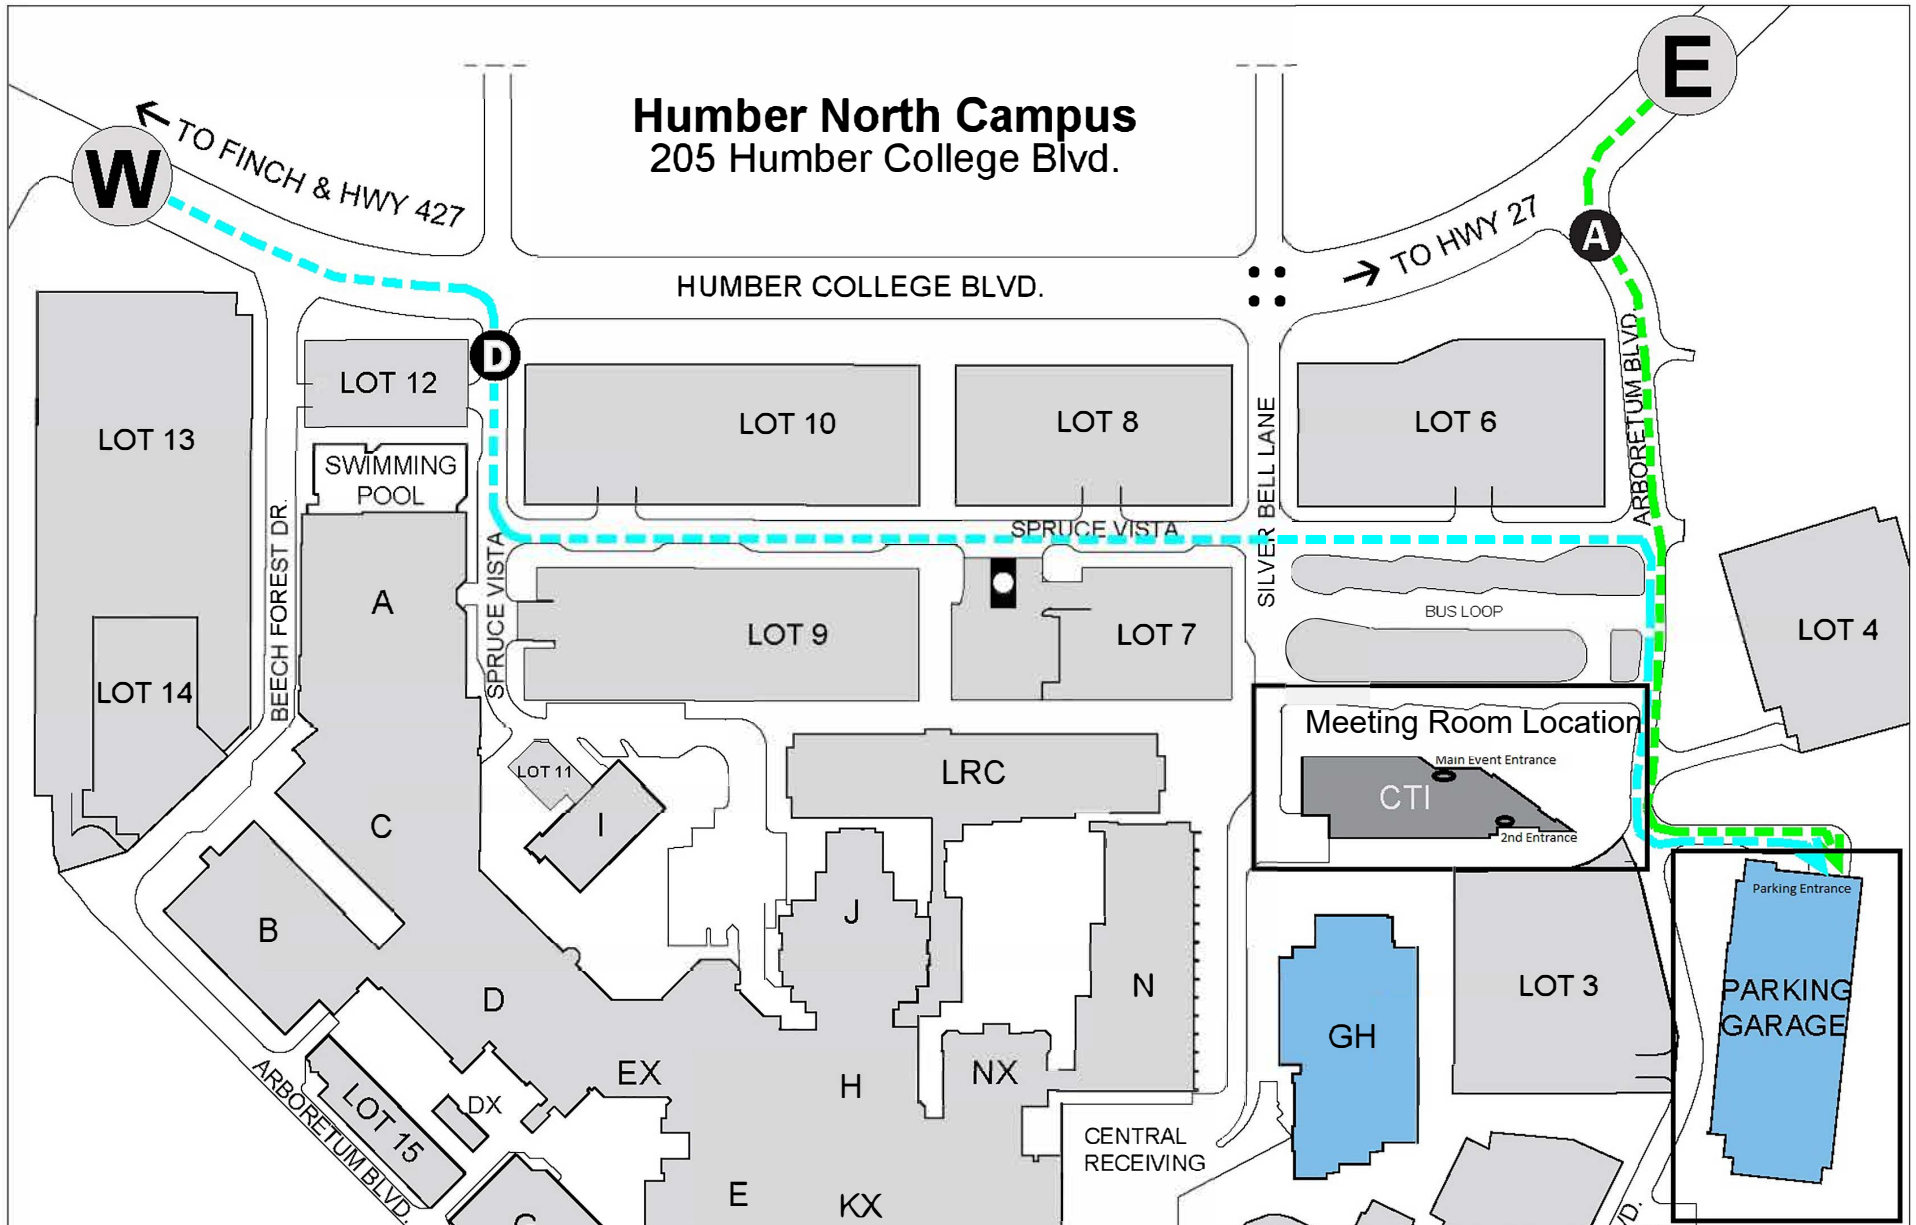 Humber North Campus
205 Humber College Blvd.
E
W
TO FINCH & HWY 427
TO HWY 27
A
HUMBER COLLEGE BLVD.
D
LOT 12
LOT 10
LOT 8
LOT 6
LOT 13
SWIMMING
POOL
SILVER BELL LANE
ARBORETUM BLVD.
SPRUCE VISTA
BEECH FOREST DR.
SPRUCE VISTA
A
BUS LOOP
LOT 9
LOT 7
LOT 4
LOT 14
Meeting Room Location
Main Event Entrance
CTI
2nd Entrance
LOT 11
LRC
C
I
Parking Entrance
B
J
D
N
LOT 3
PARKING
GARAGE
GH
EX
H
NX
ARBORETUM BLVD.
LOT 15
DX
CENTRAL
RECEIVING
E
KX